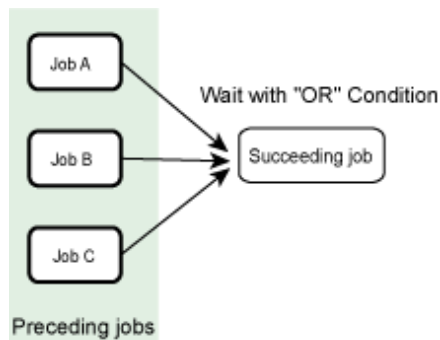 Job A
Wait with "OR" Condition
Job B
Succeeding job
Job C
Preceding jobs